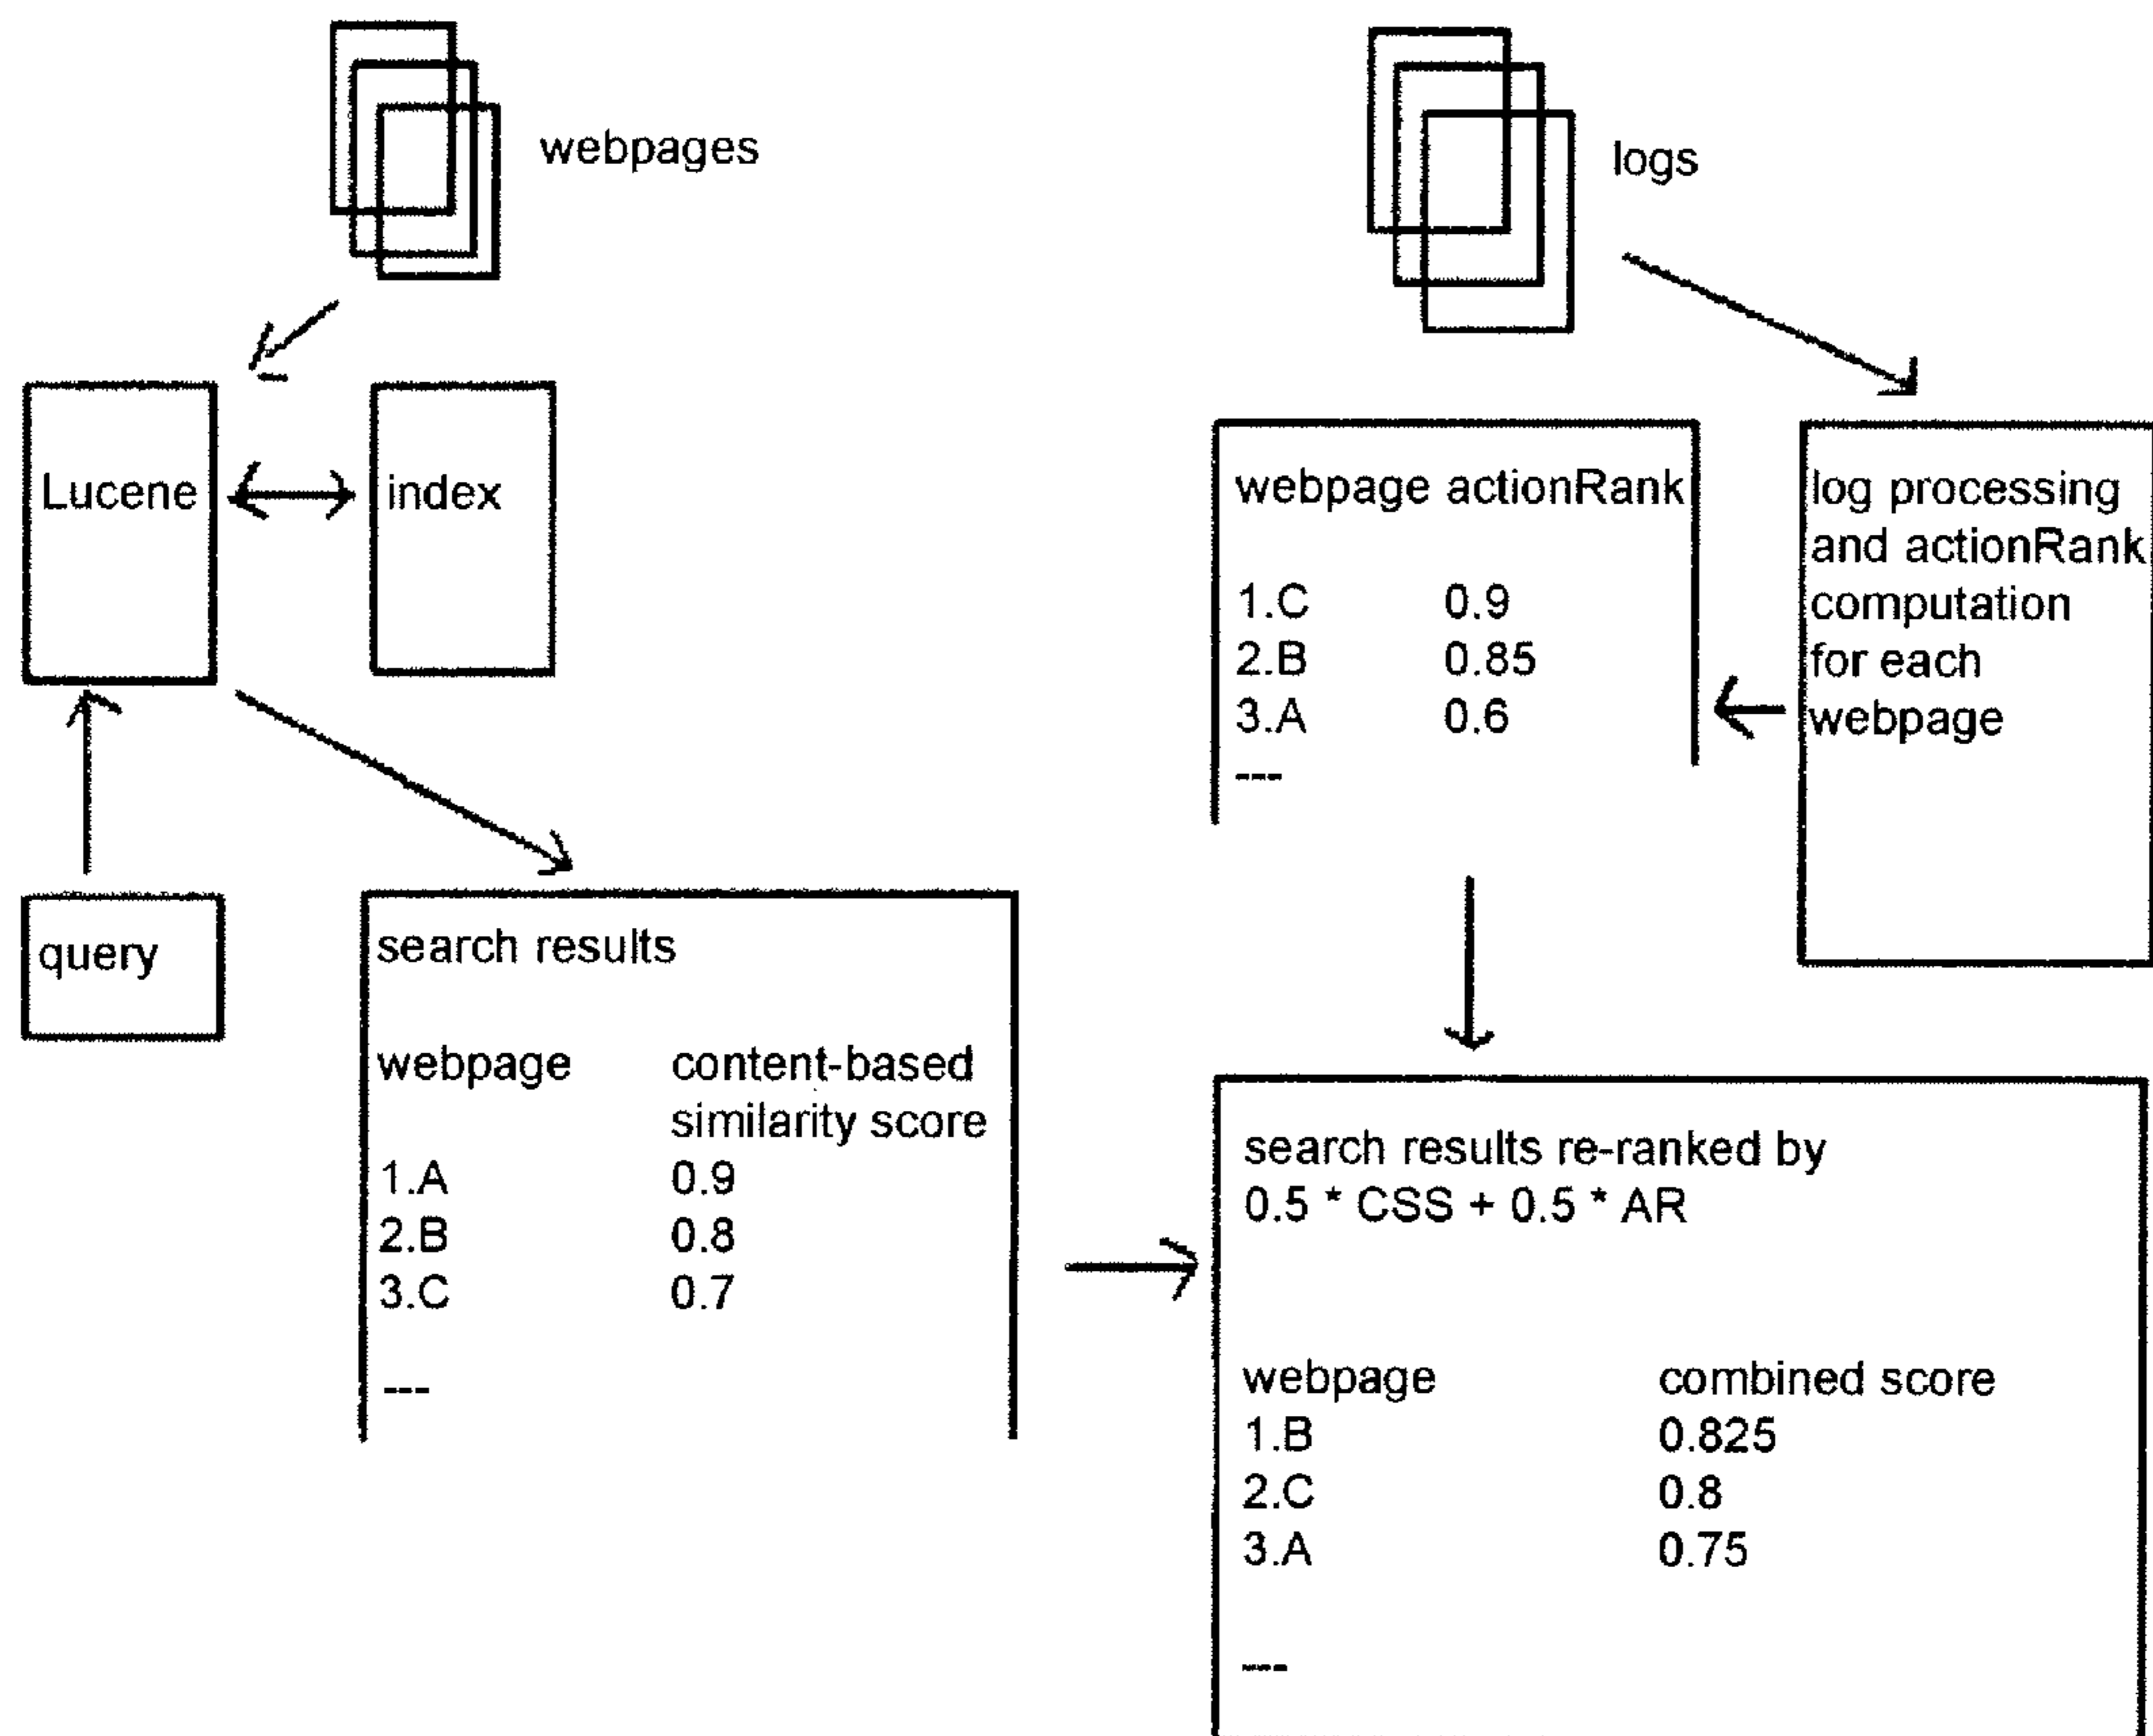 webpages
logs
Lucene
index
webpage actionRank
1.C 0.9
2.B 0.85
3.A 0.6
---
log processing
and actionRank
computation
for each
webpage
query
search results
webpage content-based
similarity score
1.A 0.9
2.B 0.8
3.C 0.7
---
search results re-ranked by
0.5 * CSS + 0.5 * AR
webpage combined score
1.B 0.825
2.C 0.8
3.A 0.75
---